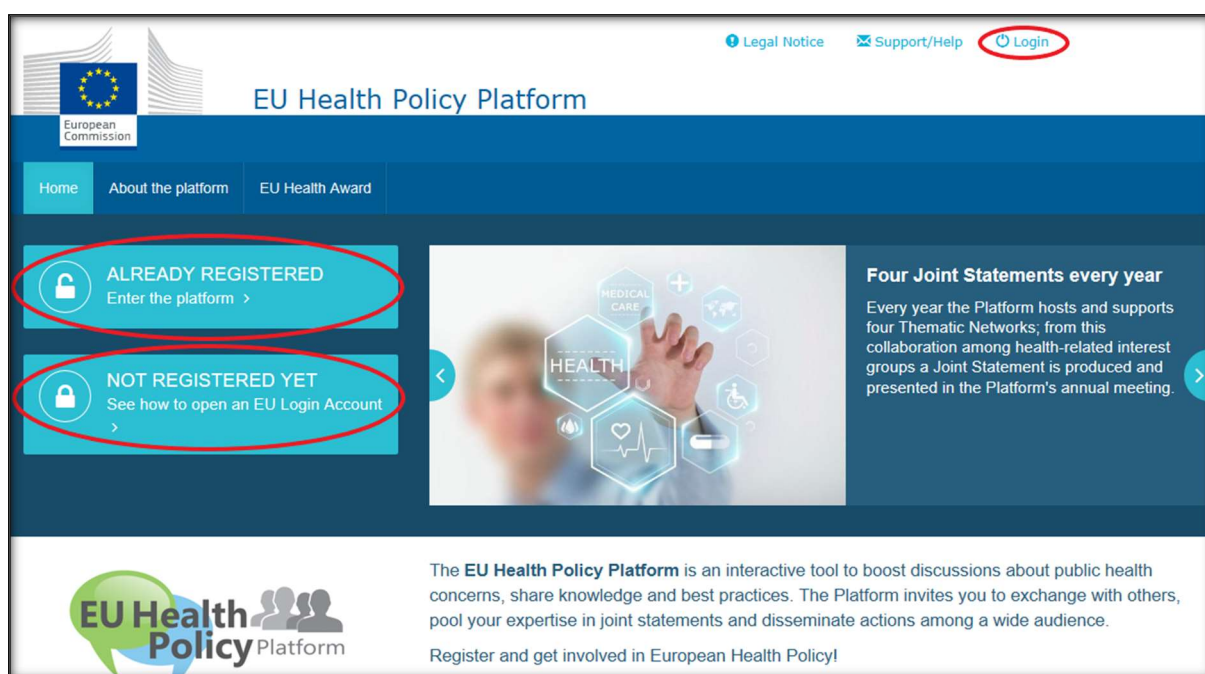 Legal Notice
Support/Help
Login
EU Health Policy Platform
European
Commission
Home
About the platform
EU Health Award
ALREADY REGISTERED
Enter the platform >
NOT REGISTERED YET
See how to open an EU Login Account
>
MEDICAL
CARE
HEALTH
Four Joint Statements every year
Every year the Platform hosts and supports
four Thematic Networks; from this
collaboration among health-related interest
groups a Joint Statement is produced and
presented in the Platform's annual meeting.
EU Health
Policy Platform
The EU Health Policy Platform is an interactive tool to boost discussions about public health
concerns, share knowledge and best practices. The Platform invites you to exchange with others,
pool your expertise in joint statements and disseminate actions among a wide audience.
Register and get involved in European Health Policy!